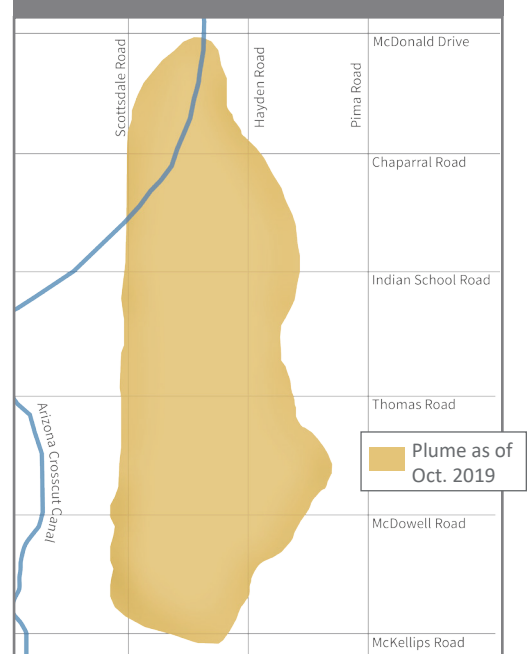 McDonald Drive
Scottsdale Road
Hayden Road
Pima Road
Chaparral Road
Indian School Road
Thomas Road
Arizona Crosscut Canal
Plume as of
Oct. 2019
McDowell Road
McKellips Road